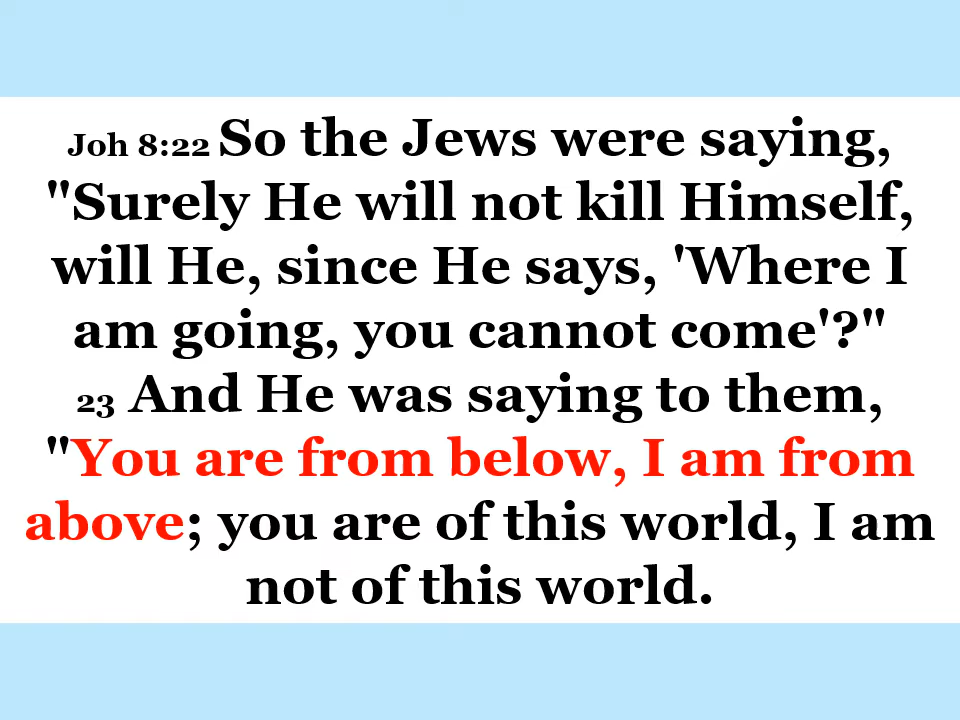 Joh 8:22 So the Jews were saying,
"Surely He will not kill Himself,
will He, since He says, 'Where I
am going, you cannot come'?"
23 And He was saying to them,
"You are from below, I am from
above; you are of this world, I am
not of this world.